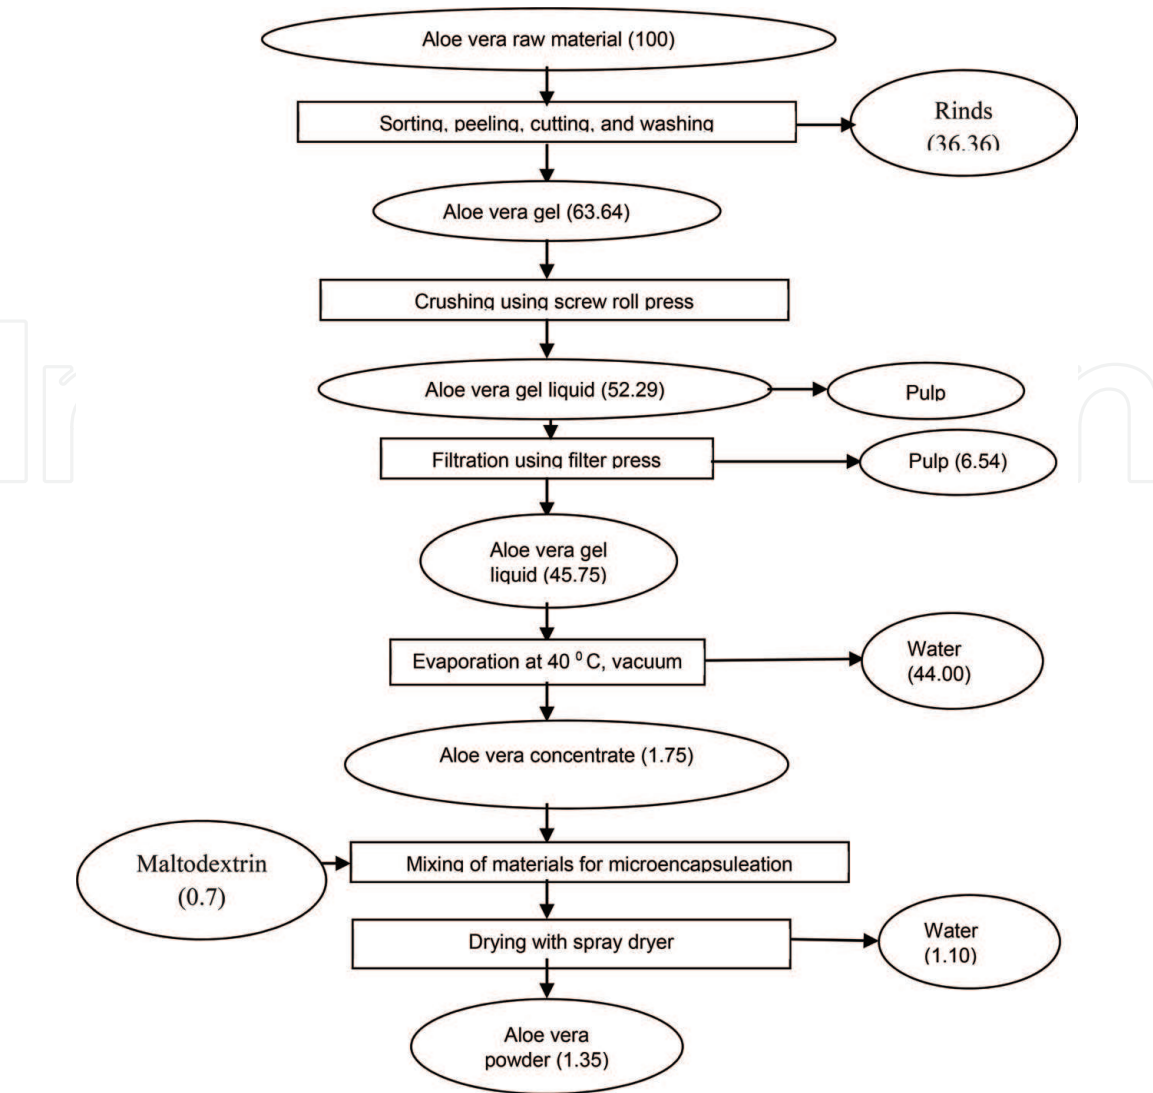 Aloe vera raw material (100)
Sorting, peeling, cutting, and washing
Rinds
(36.36)
Aloe vera gel (63.64)
Crushing using screw roll press
Aloe vera gel liquid (52.29)
Pulp
Filtration using filter press
Pulp (6.54)
Aloe vera gel
liquid (45.75)
Evaporation at 40 ⁰ C, vacuum
Water
(44.00)
Aloe vera concentrate (1.75)
Maltodextrin
(0.7)
Mixing of materials for microencapsuleation
Drying with spray dryer
Water
(1.10)
Aloe vera
powder (1.35)